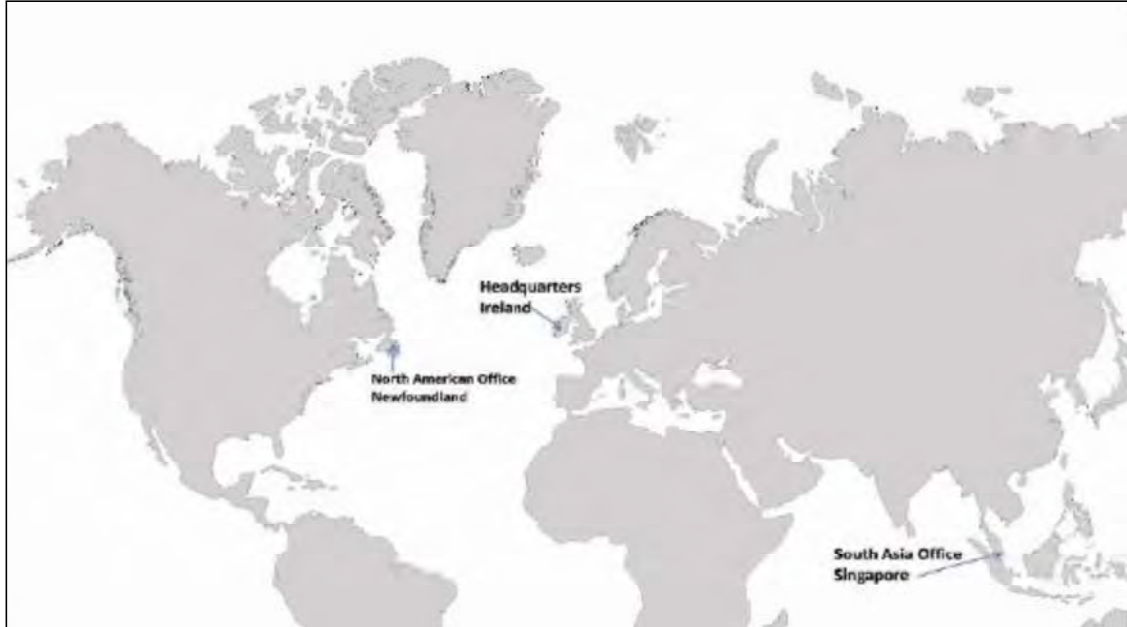 Headquarters
Ireland
North American Office
Newfoundland
South Asia Office
Singapore